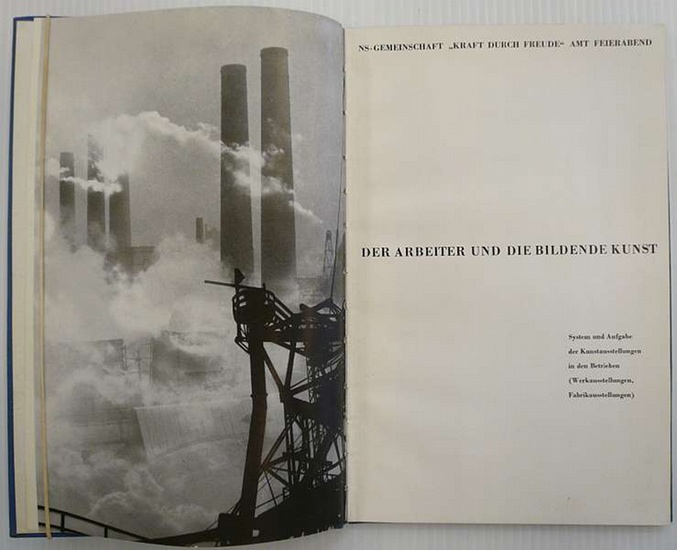 NS-GEMEINSCHAFT „KRAFT DURCH FREUDE“ AMT FEIERABEND
DER ARBEITER UND DIE BILDENDE KUNST
System und Aufgabe
der Kunstausstellungen
in den Betrieben
(Werkausstellungen,
Fabrikausstellungen)